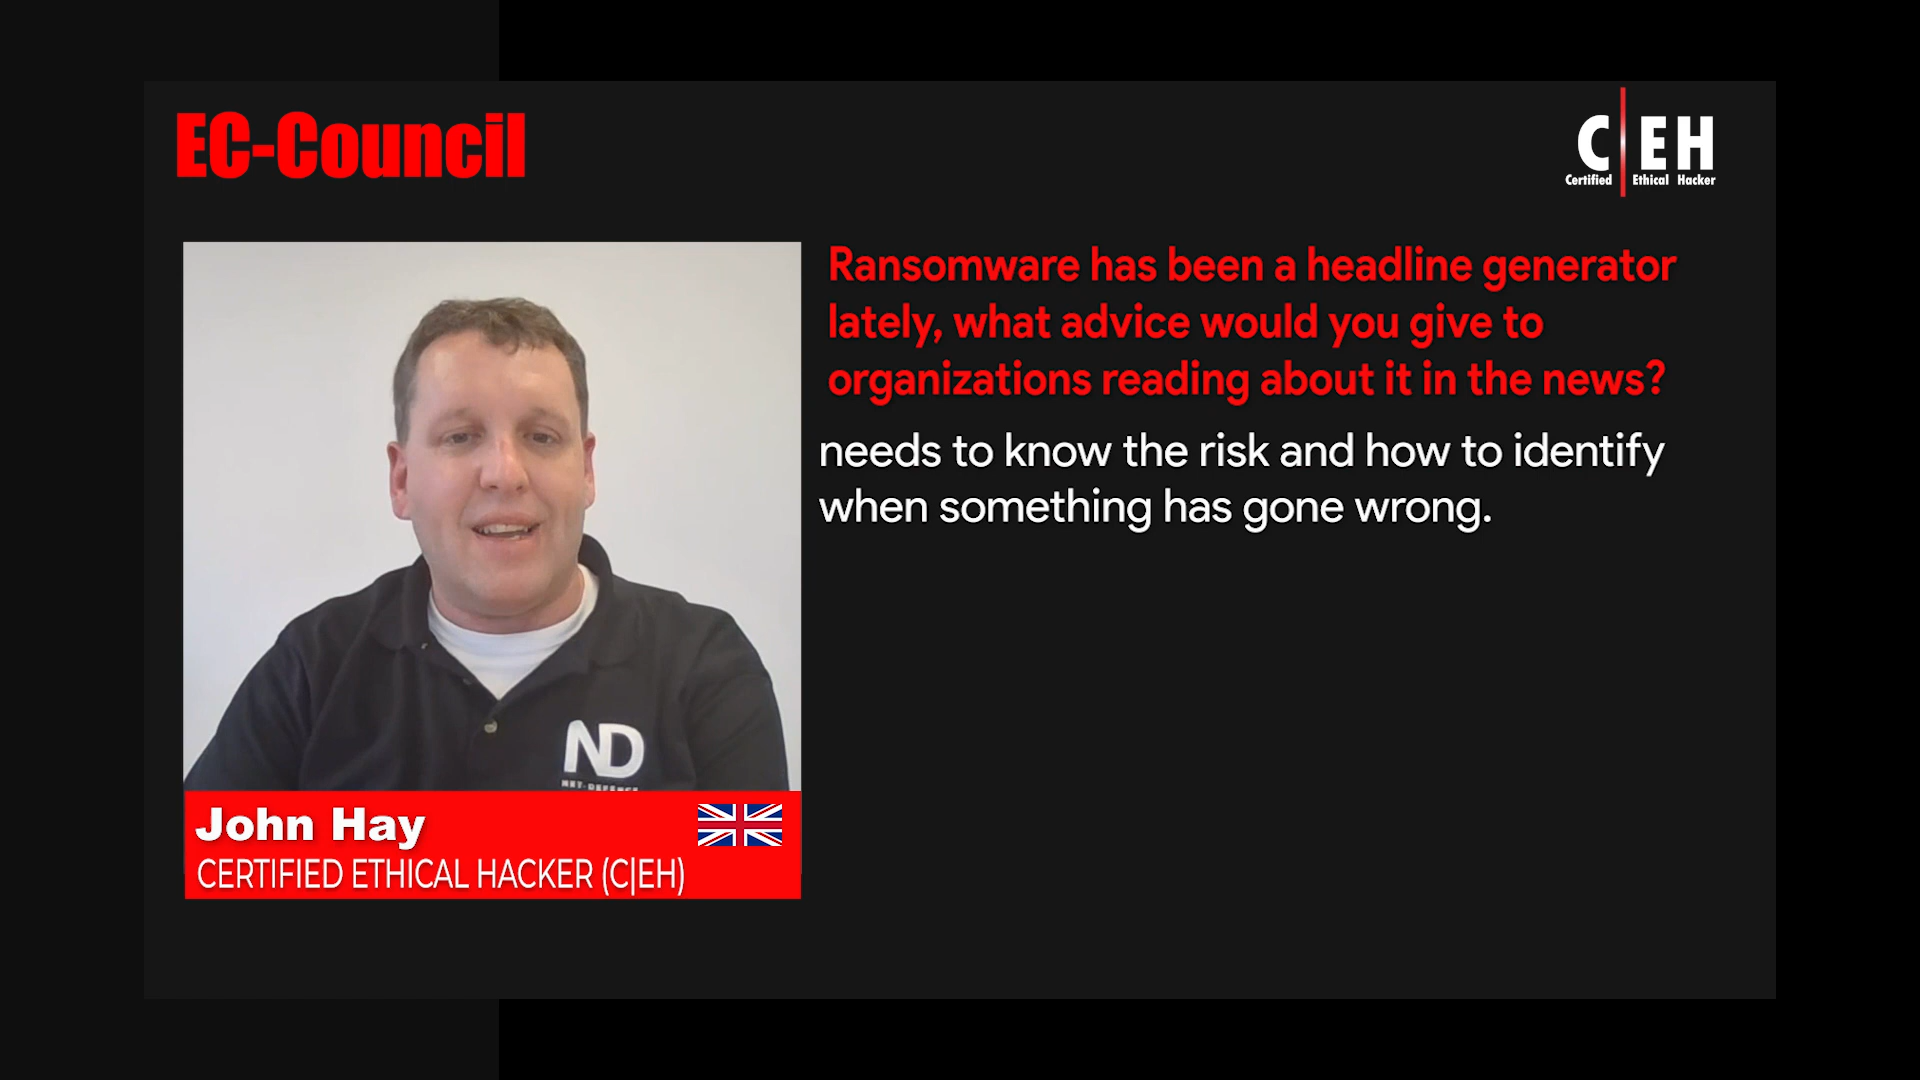 EC-Council
C|EH
Certified Ethical Hacker
Ransomware has been a headline generator
lately, what advice would you give to
organizations reading about it in the news?
needs to know the risk and how to identify
when something has gone wrong.
ND
NET-DEFENCE
John Hay
CERTIFIED ETHICAL HACKER (C|EH)